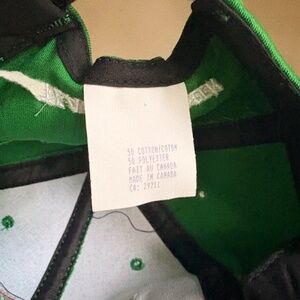 50 COTTON/COTON
50 POLYESTER
FAIT AU CANADA
MADE IN CANADA
CA: 29711